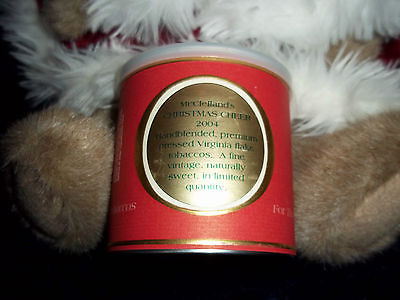 McClelland's
CHRISTMAS CHEER
2004
Handblended, premium
pressed Virginia flake
tobaccos. A fine
vintage, naturally
sweet, in limited
quantity.
For